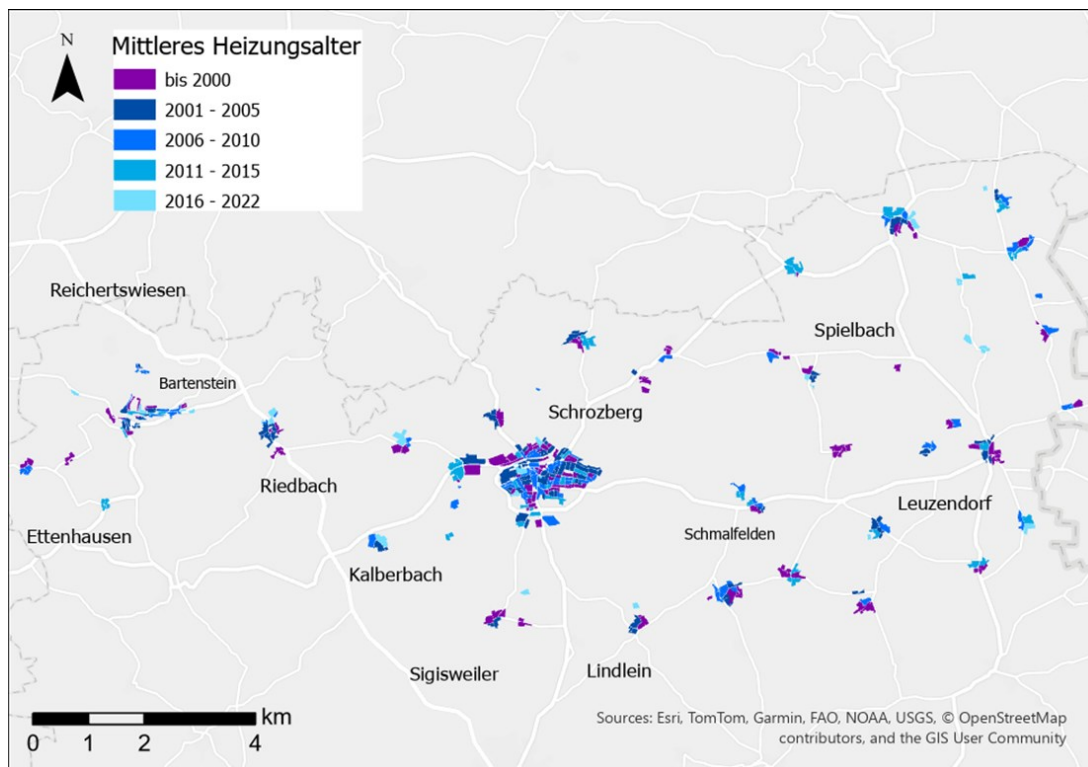 N
Mittleres Heizungsalter
bis 2000
2001 - 2005
2006 - 2010
2011 - 2015
2016 - 2022
Reichertswiesen
Spielbach
Bartenstein
Schrozberg
Riedbach
Leuzendorf
Ettenhausen
Schmalfelden
Kalberbach
Sigisweiler
Lindlein
km
0 1 2 4
Sources: Esri, TomTom, Garmin, FAO, NOAA, USGS, © OpenStreetMap
contributors, and the GIS User Community